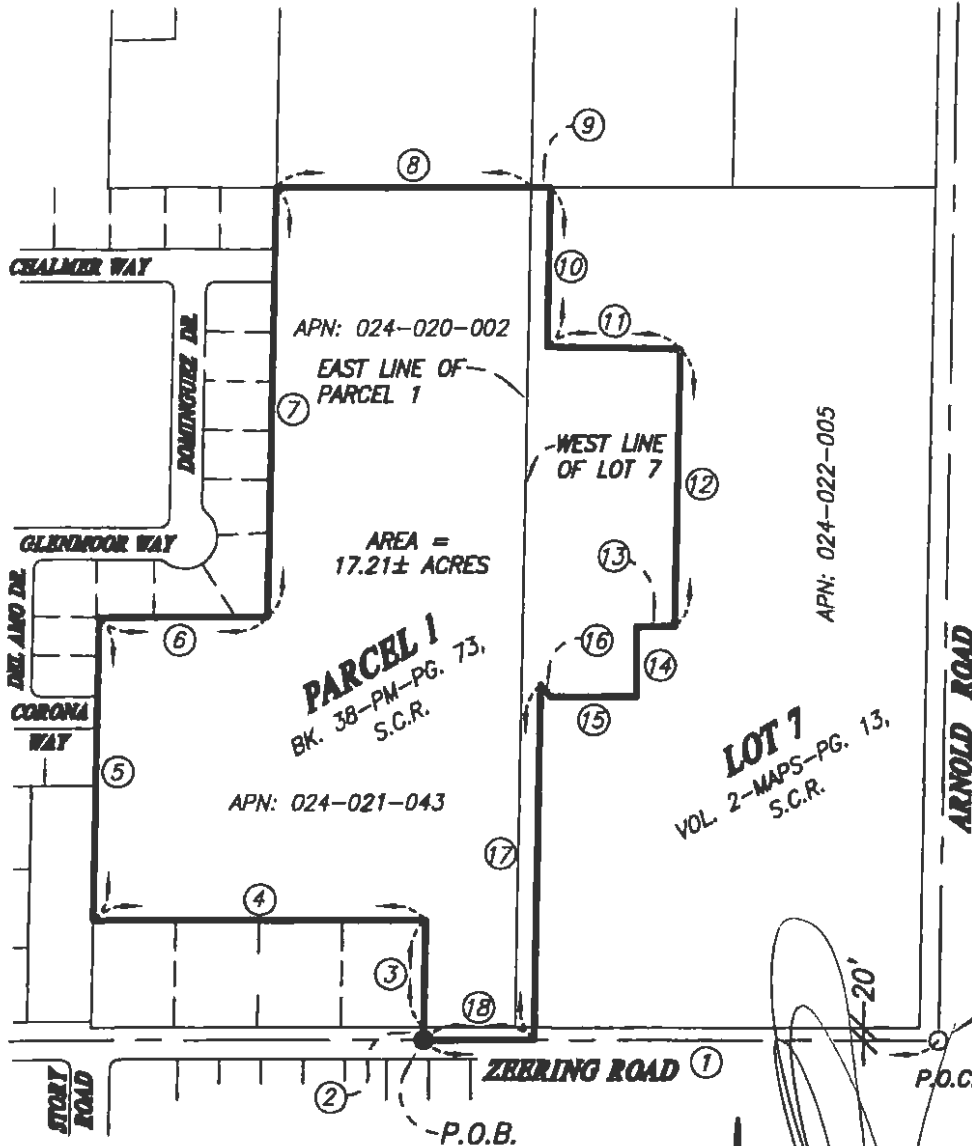 9
8
CHALMER WAY
10
11
APN: 024-020-002
EAST LINE OF
PARCEL 1
DOMINGUEZ DR.
7
WEST LINE
OF LOT 7
12
APN: 024-022-005
GLENMOOR WAY
AREA =
17.21± ACRES
13
DEL AMO DR.
6
16
14
PARCEL 1
BK. 38-PM-PG. 73,
S.C.R.
15
CORONA
WAY
5
LOT 7
VOL. 2-MAPS-PG. 13,
S.C.R.
ARNOLD ROAD
APN: 024-021-043
17
4
3
18
20'
ZEERING ROAD
1
P.O.C.
STORY
ROAD
2
P.O.B.